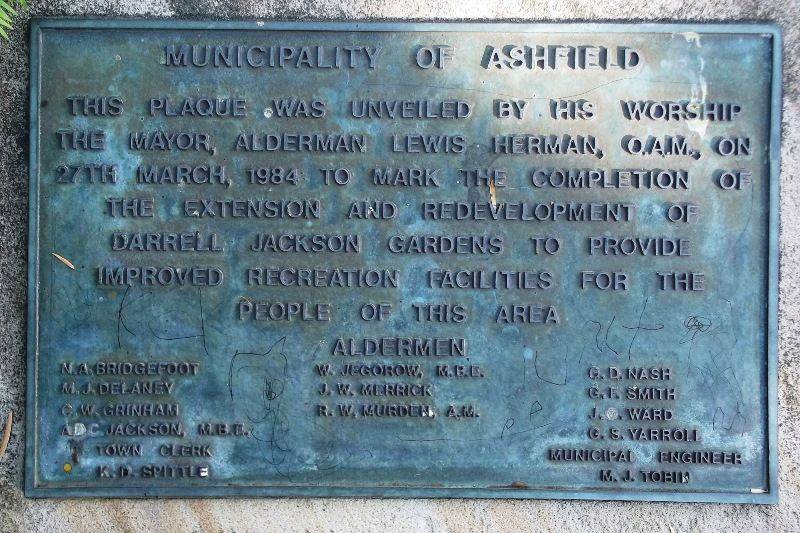 MUNICIPALITY OF ASHFIELD
THIS PLAQUE WAS UNVEILED BY HIS WORSHIP
THE MAYOR, ALDERMAN LEWIS HERMAN, O.A.M., ON
27TH MARCH, 1984 TO MARK THE COMPLETION OF
THE EXTENSION AND REDEVELOPMENT OF
DARRELL JACKSON GARDENS TO PROVIDE
IMPROVED RECREATION FACILITIES FOR THE
PEOPLE OF THIS AREA
ALDERMEN
N. A. BRIDGEFOOT
M. J. DELANEY
C. W. GRINHAM
A. D. C. JACKSON, M.B.E.
TOWN CLERK
K. D. SPITTLE
W. JEGOROW, M.B.E.
J. W. MERRICK
R. W. MURDEN, A.M.
G. D. NASH
G. F. SMITH
J. O. WARD
G. S. YARROLL
MUNICIPAL ENGINEER
M. J. TOBIN